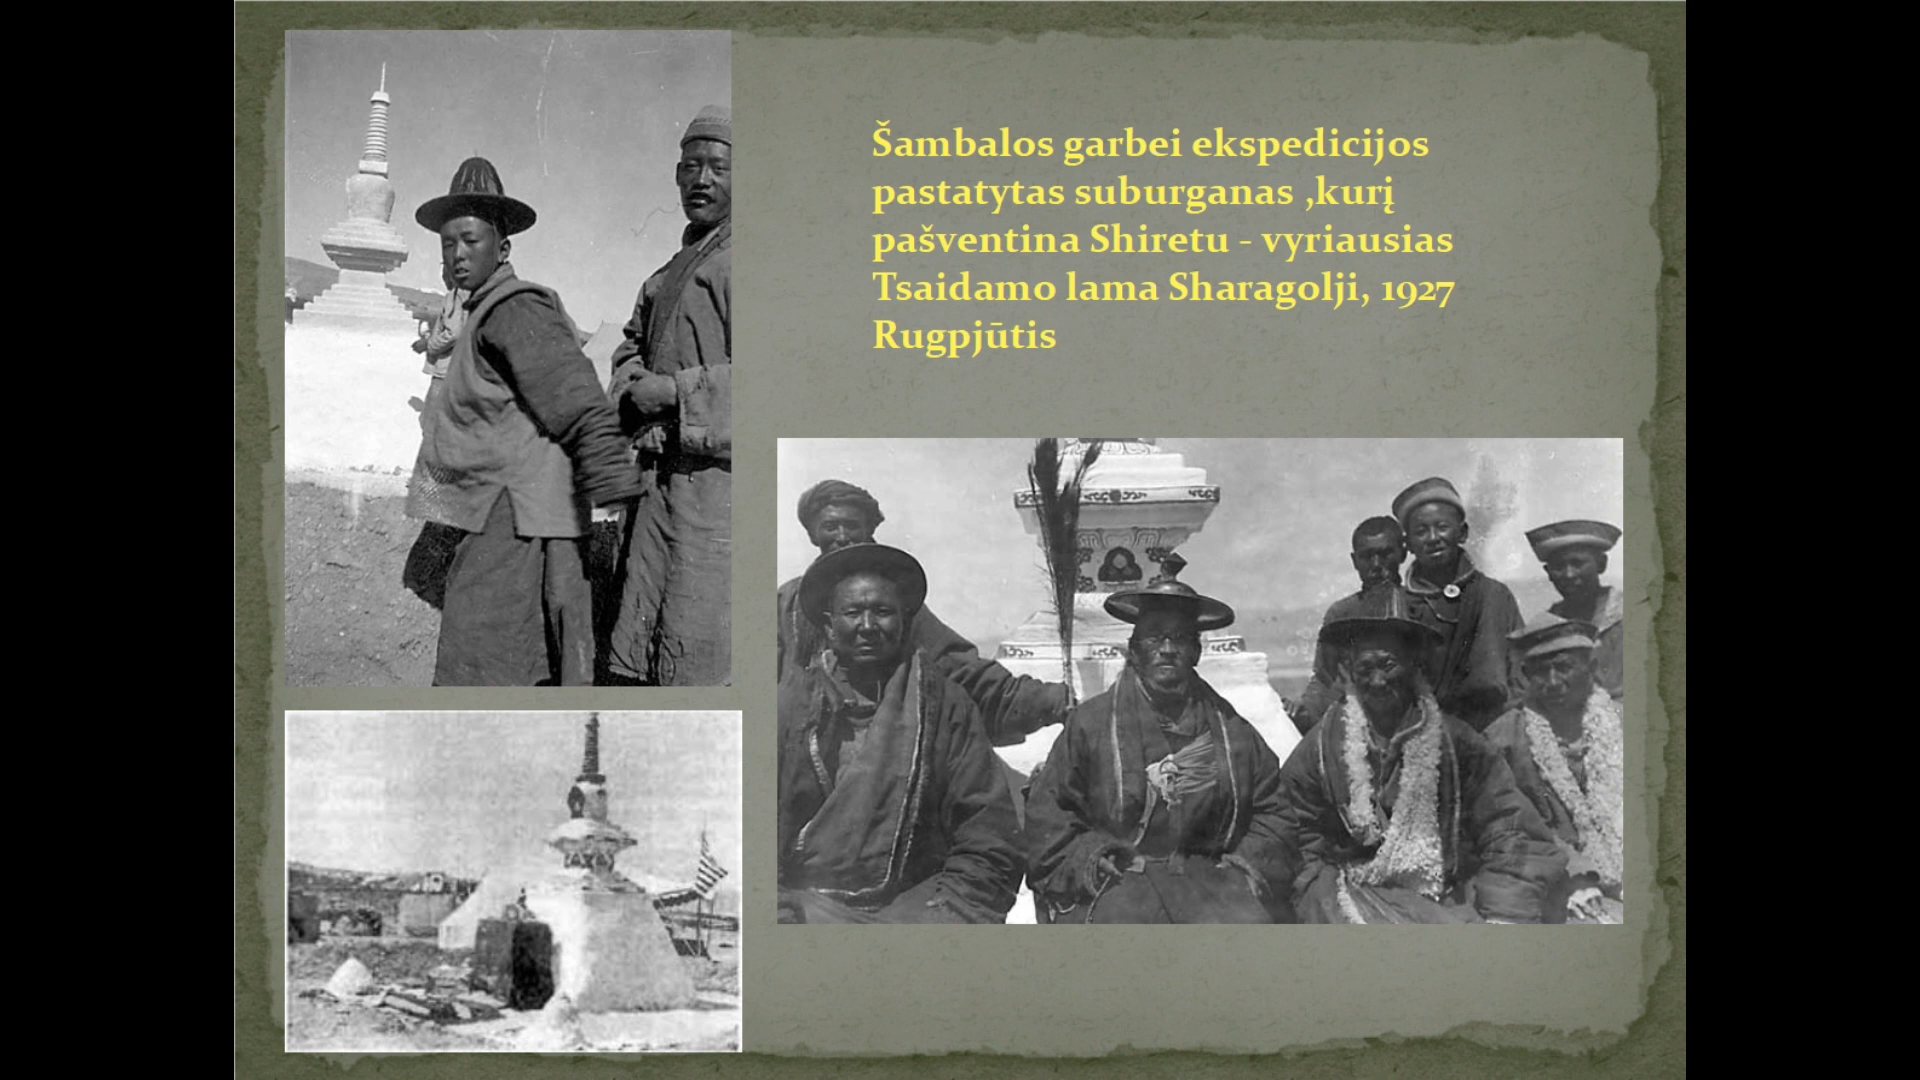 Šambalos garbei ekspedicijos
pastatytas suburganas ,kurį
pašventina Shiretu - vyriausias
Tsaidamo lama Sharagolji, 1927
Rugpjūtis